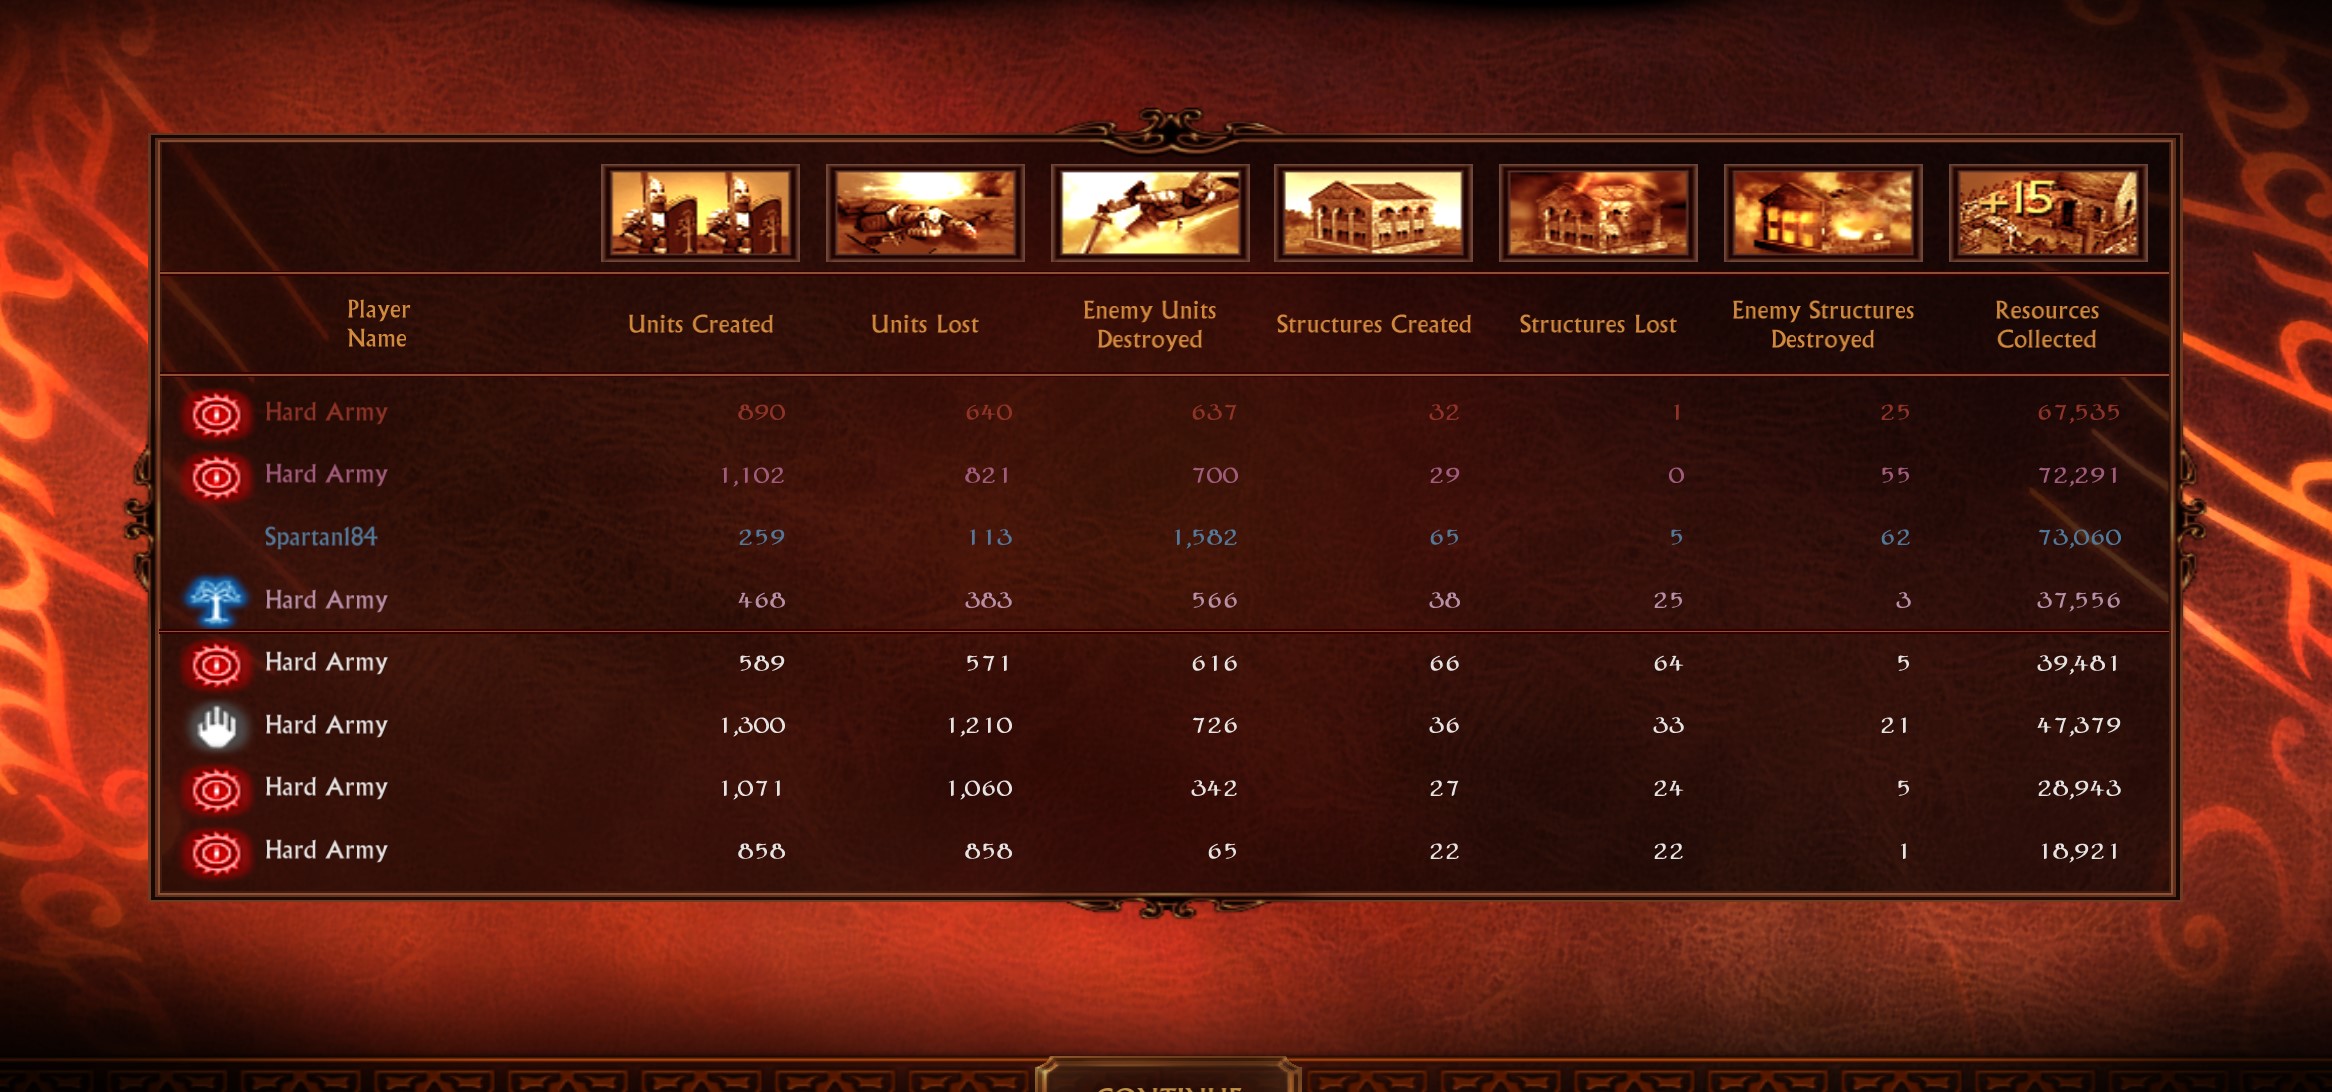 +15
Player Name Units Created Units Lost Enemy Units Destroyed Structures Created Structures Lost Enemy Structures Destroyed Resources Collected
Hard Army 890 640 637 32 1 25 67,535
Hard Army 1,102 821 700 29 0 55 72,291
Spartan184 259 113 1,582 65 5 62 73,060
Hard Army 468 383 566 38 25 3 37,556
Hard Army 589 571 616 66 64 5 39,481
Hard Army 1,300 1,210 726 36 33 21 47,379
Hard Army 1,071 1,060 342 27 24 5 28,943
Hard Army 858 858 65 22 22 1 18,921
CONTINUE